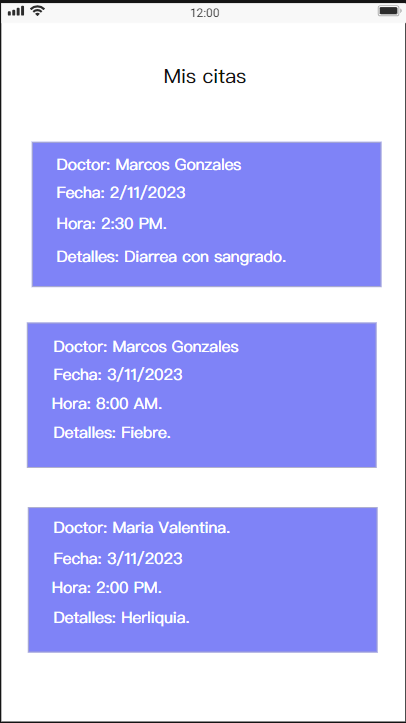 12:00
Mis citas
Doctor: Marcos Gonzales
Fecha: 2/11/2023
Hora: 2:30 PM.
Detalles: Diarrea con sangrado.
Doctor: Marcos Gonzales
Fecha: 3/11/2023
Hora: 8:00 AM.
Detalles: Fiebre.
Doctor: Maria Valentina.
Fecha: 3/11/2023
Hora: 2:00 PM.
Detalles: Herliquia.